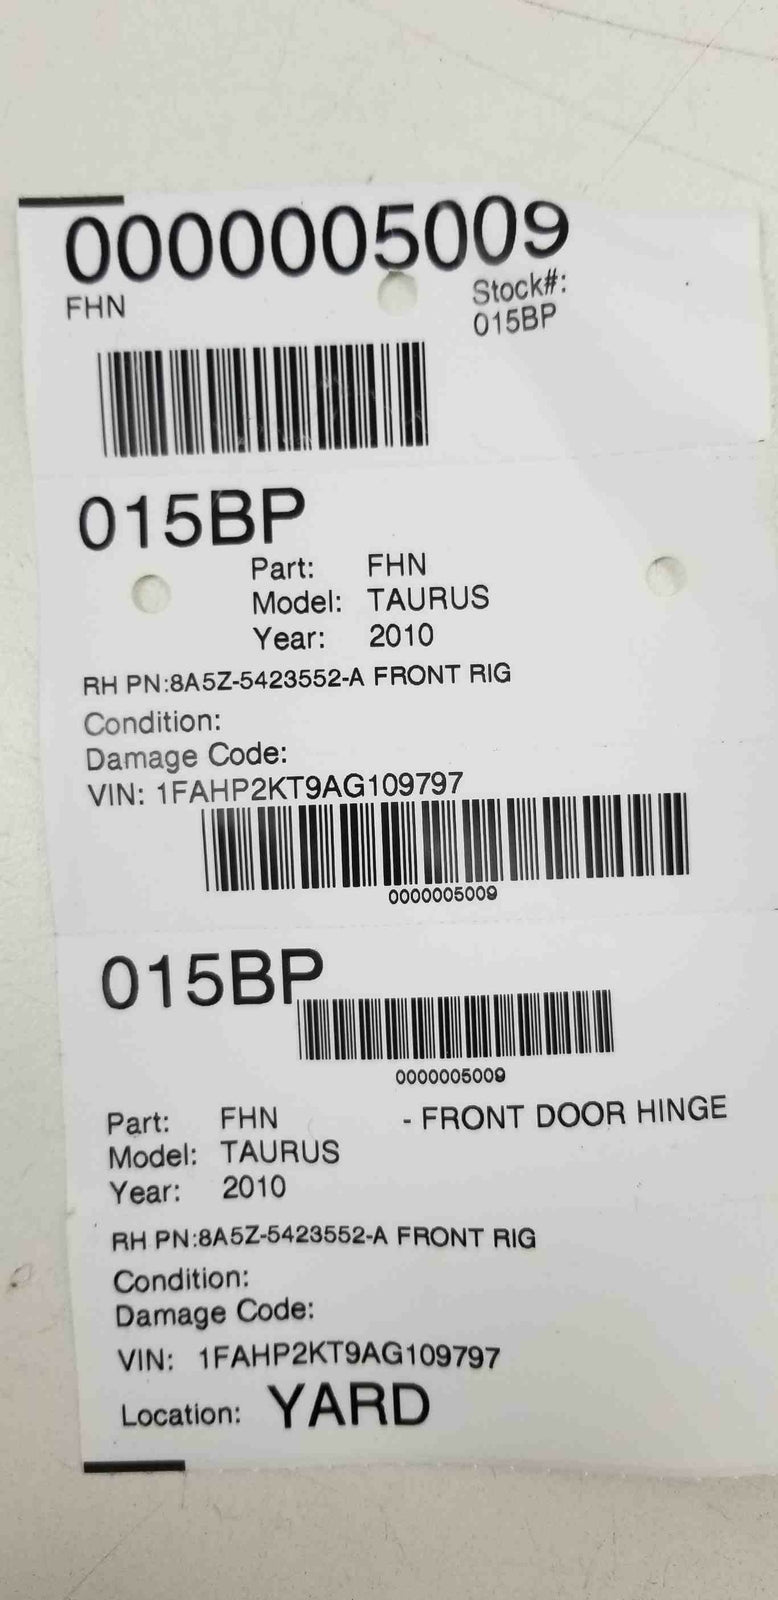 0000005009
FHN
Stock#:
015BP
015BP
Part: FHN
Model: TAURUS
Year: 2010
RH PN:8A5Z-5423552-A FRONT RIG
Condition:
Damage Code:
VIN: 1FAHP2KT9AG109797
0000005009
015BP
0000005009
Part: FHN - FRONT DOOR HINGE
Model: TAURUS
Year: 2010
RH PN:8A5Z-5423552-A FRONT RIG
Condition:
Damage Code:
VIN: 1FAHP2KT9AG109797
Location: YARD